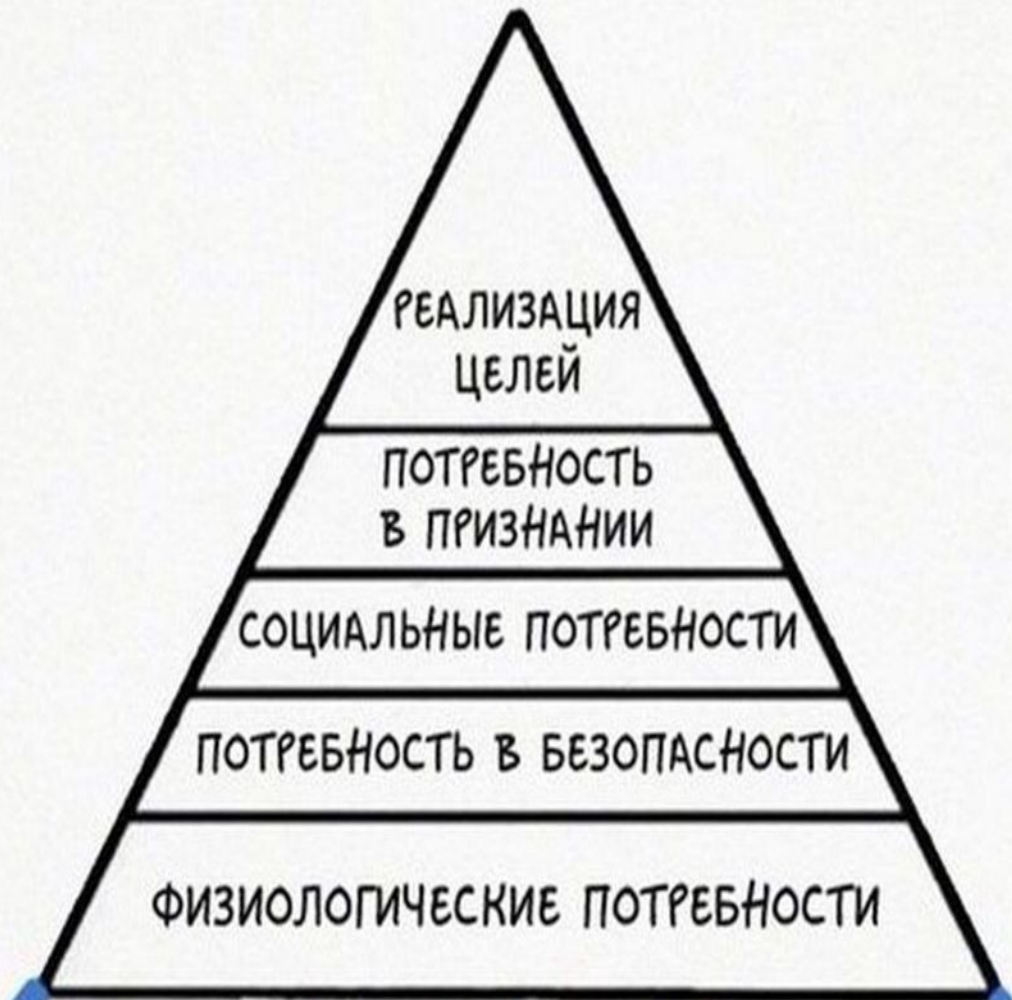 РЕАЛИЗАЦИЯ
ЦЕЛЕЙ
ПОТРЕБНОСТЬ
В ПРИЗНАНИИ
СОЦИАЛЬНЫЕ ПОТРЕБНОСТИ
ПОТРЕБНОСТЬ В БЕЗОПАСНОСТИ
ФИЗИОЛОГИЧЕСКИЕ ПОТРЕБНОСТИ